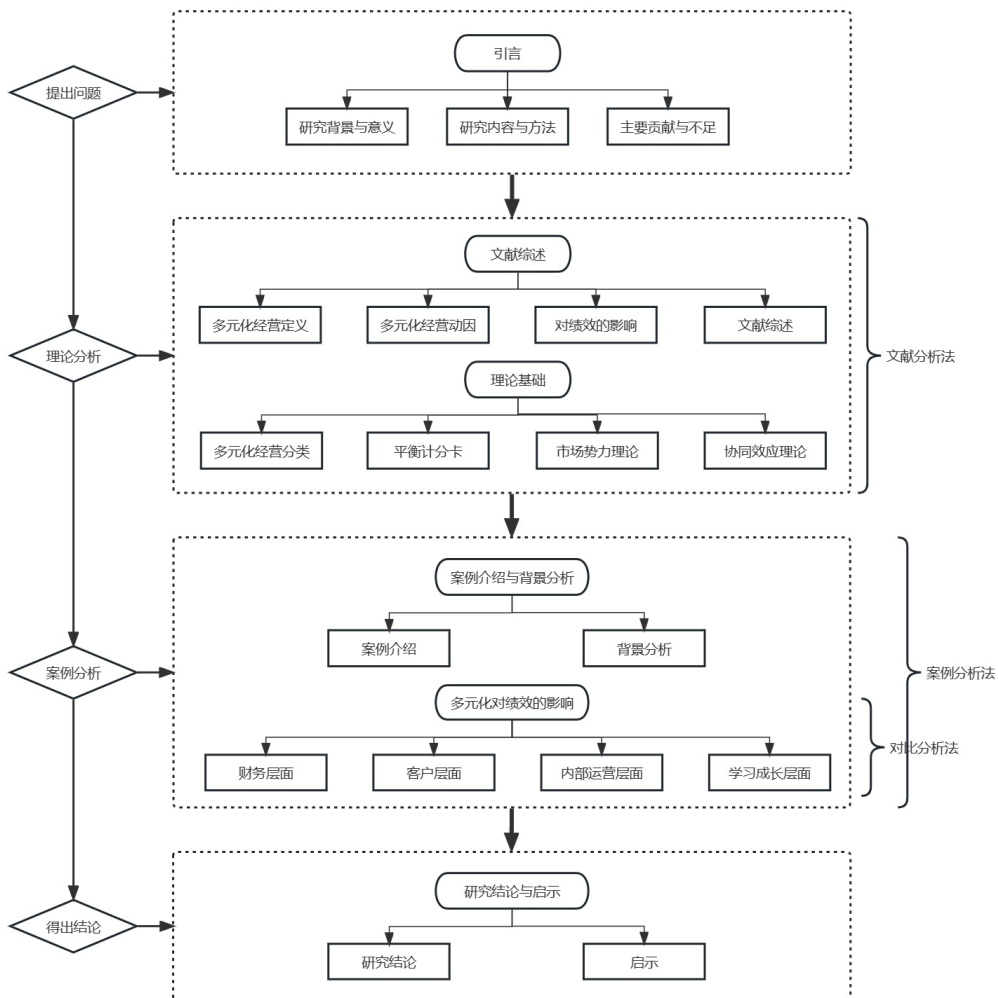 引言
提出问题
研究背景与意义
研究内容与方法
主要贡献与不足
文献综述
多元化经营定义
多元化经营动因
对绩效的影响
文献综述
理论分析
文献分析法
理论基础
多元化经营分类
平衡计分卡
市场势力理论
协同效应理论
案例介绍与背景分析
案例介绍
背景分析
案例分析
案例分析法
多元化对绩效的影响
对比分析法
财务层面
客户层面
内部运营层面
学习成长层面
研究结论与启示
得出结论
研究结论
启示